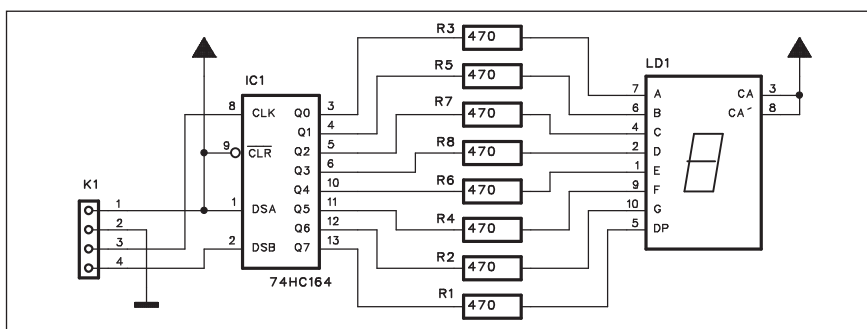 R3 470
R5 470
R7 470
R8 470
R6 470
R4 470
R2 470
R1 470
K1
1
2
3
4
IC1
8 CLK
9 CLR
1 DSA
2 DSB
Q0 3
Q1 4
Q2 5
Q3 6
Q4 10
Q5 11
Q6 12
Q7 13
74HC164
LD1
7 A
6 B
4 C
2 D
1 E
9 F
10 G
5 DP
CA 3
CA´ 8